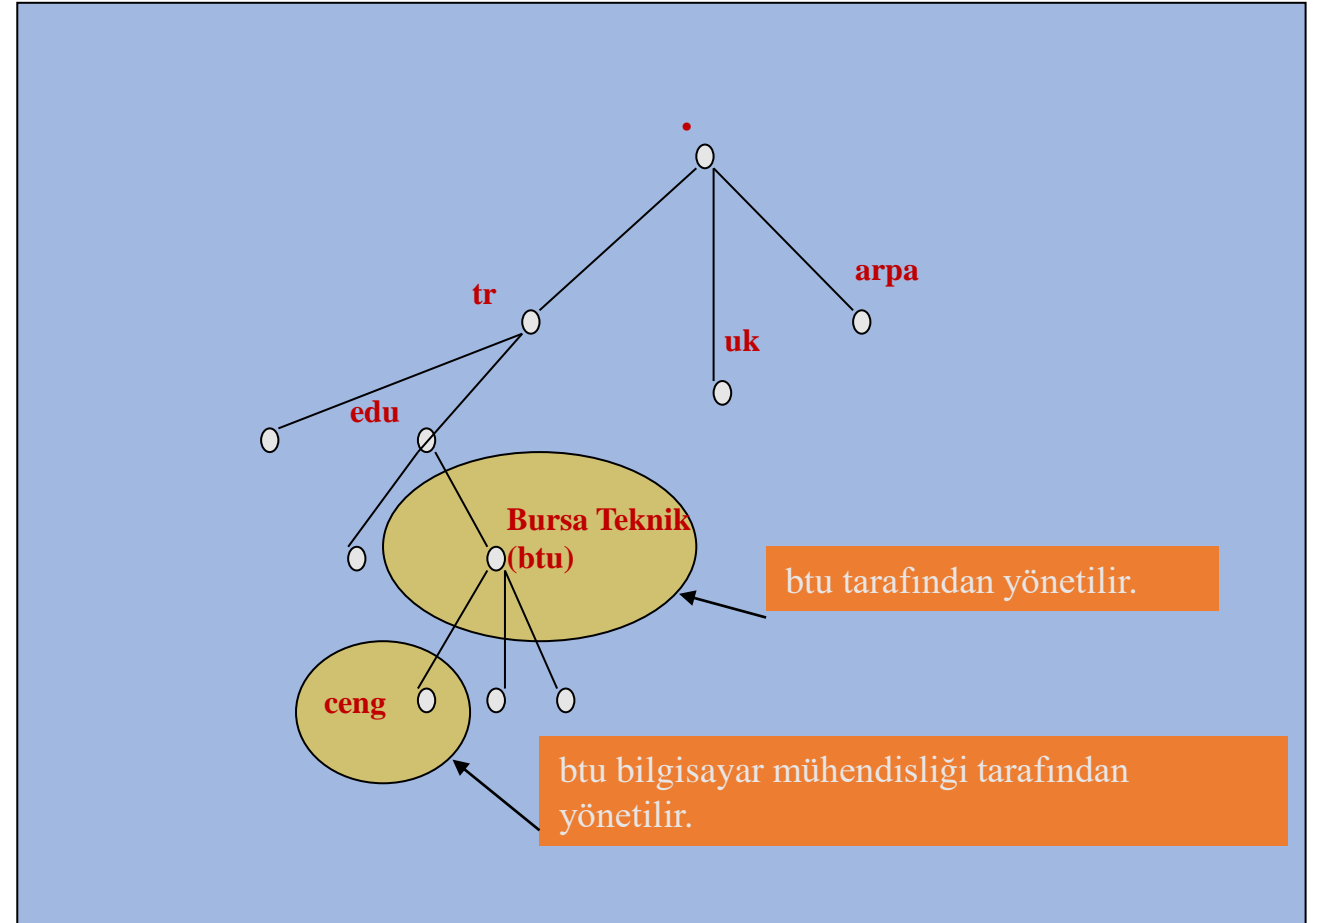 .
arpa
tr
uk
edu
Bursa Teknik
(btu)
btu tarafından yönetilir.
ceng
btu bilgisayar mühendisliği tarafından
yönetilir.